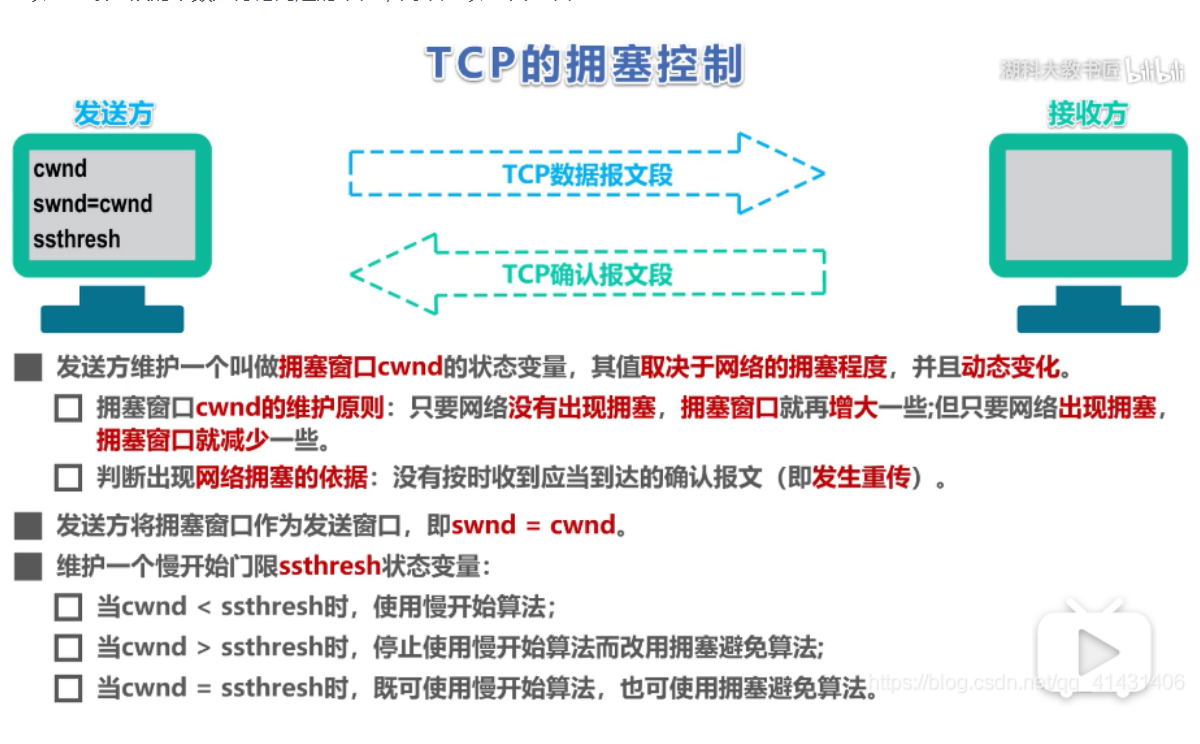 TCP的拥塞控制
湖科大教书匠 bilibili
发送方
接收方
cwnd
swnd=cwnd
ssthresh
TCP数据报文段
TCP确认报文段
发送方维护一个叫做拥塞窗口cwnd的状态变量，其值取决于网络的拥塞程度，并且动态变化。
拥塞窗口cwnd的维护原则：只要网络没有出现拥塞，拥塞窗口就再增大一些;但只要网络出现拥塞，
拥塞窗口就减少一些。
判断出现网络拥塞的依据：没有按时收到应当到达的确认报文（即发生重传）。
发送方将拥塞窗口作为发送窗口，即swnd = cwnd。
维护一个慢开始门限ssthresh状态变量：
当cwnd < ssthresh时，使用慢开始算法；
当cwnd > ssthresh时，停止使用慢开始算法而改用拥塞避免算法;
当cwnd = ssthresh时，既可使用慢开始算法，也可使用拥塞避免算法。
https://blog.csdn.net/qq_41431406